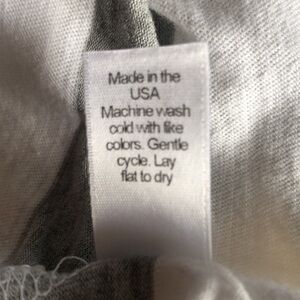 Made in the
USA
Machine wash
cold with like
colors. Gentle
cycle. Lay
flat to dry